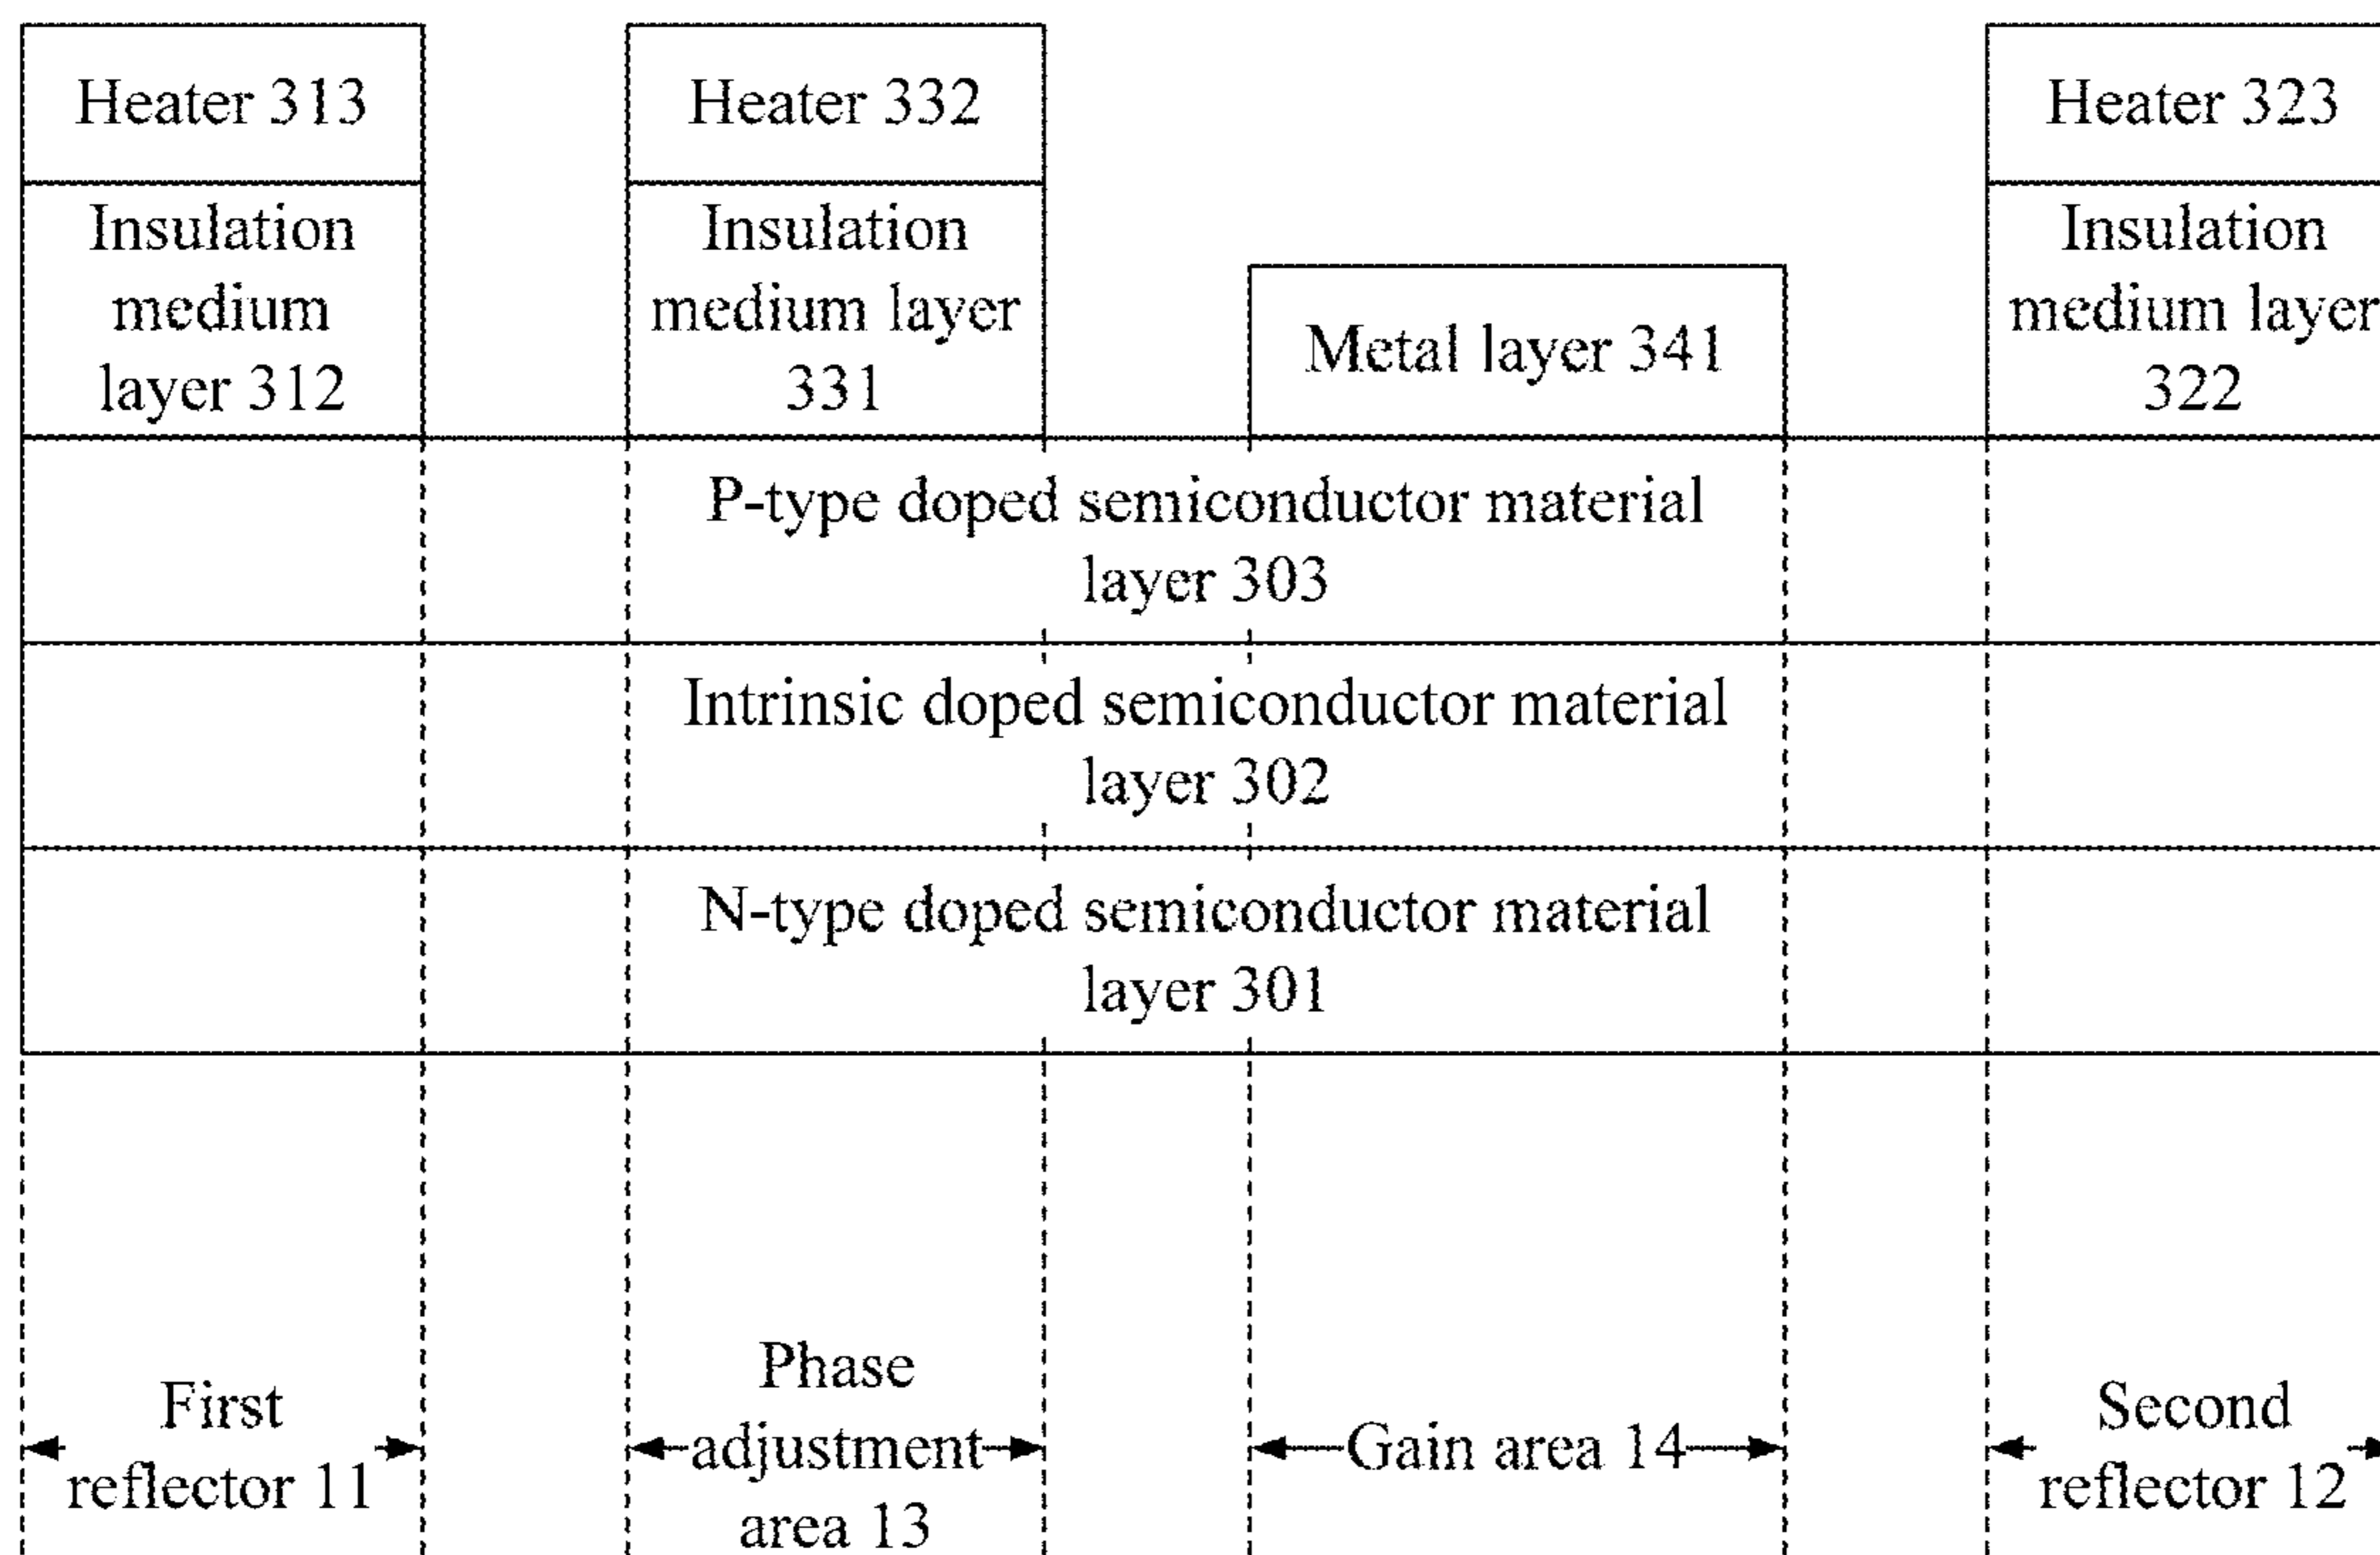 Heater 313
Heater 332
Heater 323
Insulation
medium
layer 312
Insulation
medium layer
331
Metal layer 341
Insulation
medium layer
322
P-type doped semiconductor material
layer 303
Intrinsic doped semiconductor material
layer 302
N-type doped semiconductor material
layer 301
First
reflector 11
Phase
adjustment
area 13
Gain area 14
Second
reflector 12